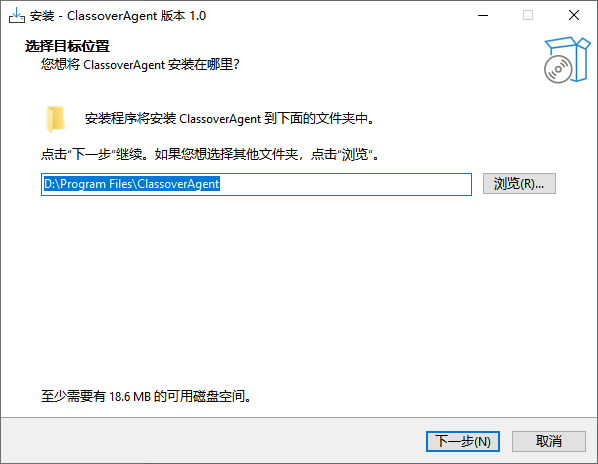 安装 - ClassoverAgent 版本 1.0
选择目标位置
您想将 ClassoverAgent 安装在哪里?
安装程序将安装 ClassoverAgent 到下面的文件夹中。
点击“下一步”继续。如果您想选择其他文件夹，点击“浏览”。
D:\Program Files\ClassoverAgent
浏览(R)...
至少需要有 18.6 MB 的可用磁盘空间。
下一步(N)
取消